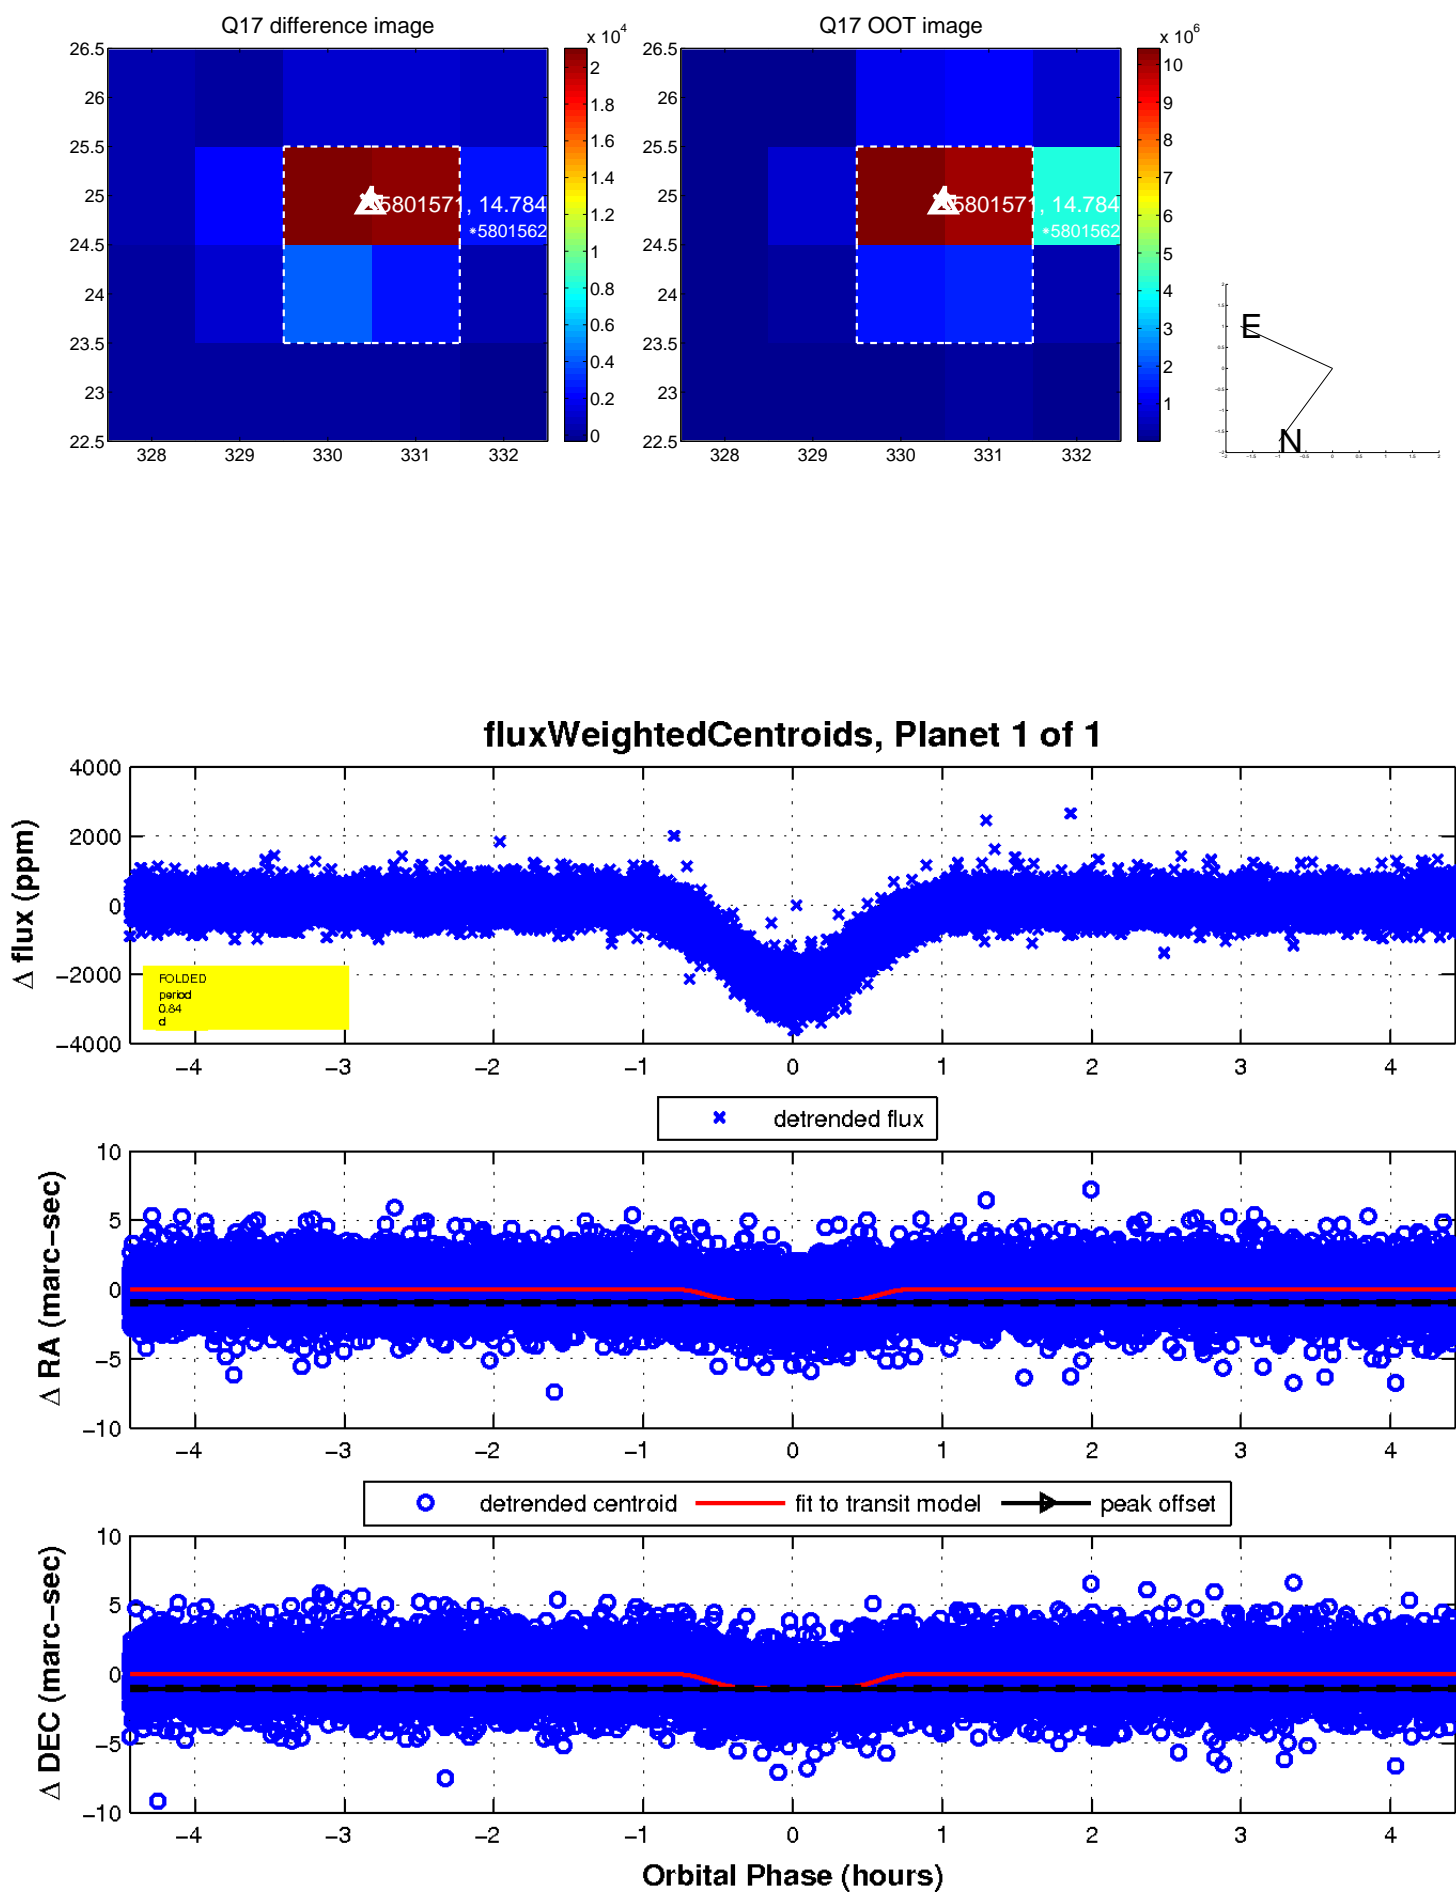 Q17 difference image
Q17 OOT image
x 10^4
x 10^6
26.5
26
25.5
25
24.5
24
23.5
23
22.5
328 329 330 331 332
5801571, 14.784
*5801562
2
1.8
1.6
1.4
1.2
1
0.8
0.6
0.4
0.2
0
26.5
26
25.5
25
24.5
24
23.5
23
22.5
328 329 330 331 332
5801571, 14.784
*5801562
10
9
8
7
6
5
4
3
2
1
E
N
fluxWeightedCentroids, Planet 1 of 1
Δ flux (ppm)
4000
2000
0
−2000
−4000
FOLDED
period
0.84
d
−4 −3 −2 −1 0 1 2 3 4
detrended flux
Δ RA (marc−sec)
10
5
0
−5
−10
−4 −3 −2 −1 0 1 2 3 4
detrended centroid fit to transit model peak offset
Δ DEC (marc−sec)
10
5
0
−5
−10
−4 −3 −2 −1 0 1 2 3 4
Orbital Phase (hours)